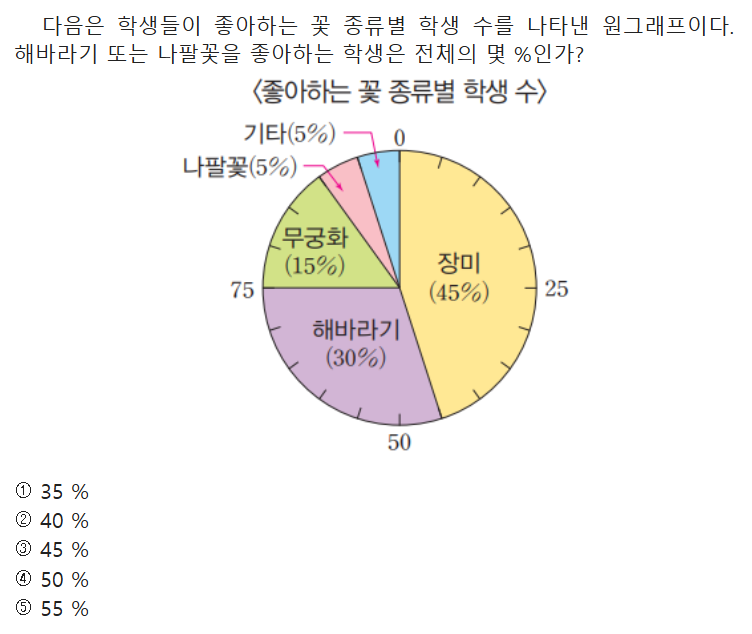 다음은 학생들이 좋아하는 꽃 종류별 학생 수를 나타낸 원그래프이다.
해바라기 또는 나팔꽃을 좋아하는 학생은 전체의 몇 %인가?
〈좋아하는 꽃 종류별 학생 수〉
기타(5%)
0
나팔꽃(5%)
무궁화
(15%)
장미
(45%)
75
25
해바라기
(30%)
50
① 35 %
② 40 %
③ 45 %
④ 50 %
⑤ 55 %